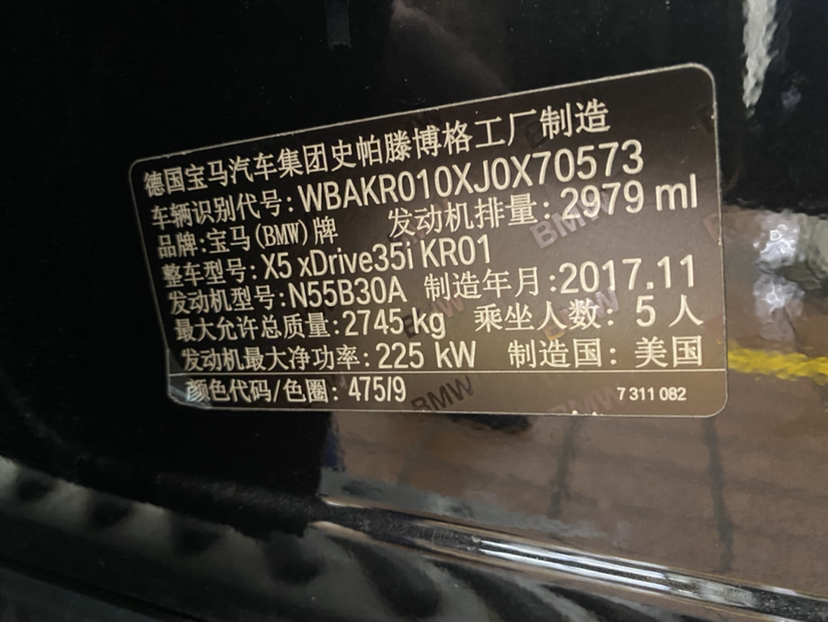 德国宝马汽车集团史帕滕博格工厂制造
车辆识别代号:WBAKR010XJ0X70573
品牌:宝马(BMW)牌 发动机排量:2979 ml
整车型号:X5 xDrive35i KR01
发动机型号:N55B30A 制造年月:2017.11
最大允许总质量:2745 kg 乘坐人数: 5 人
发动机最大净功率:225 kW 制造国: 美国
颜色代码/色圈: 475/9 7 311 082